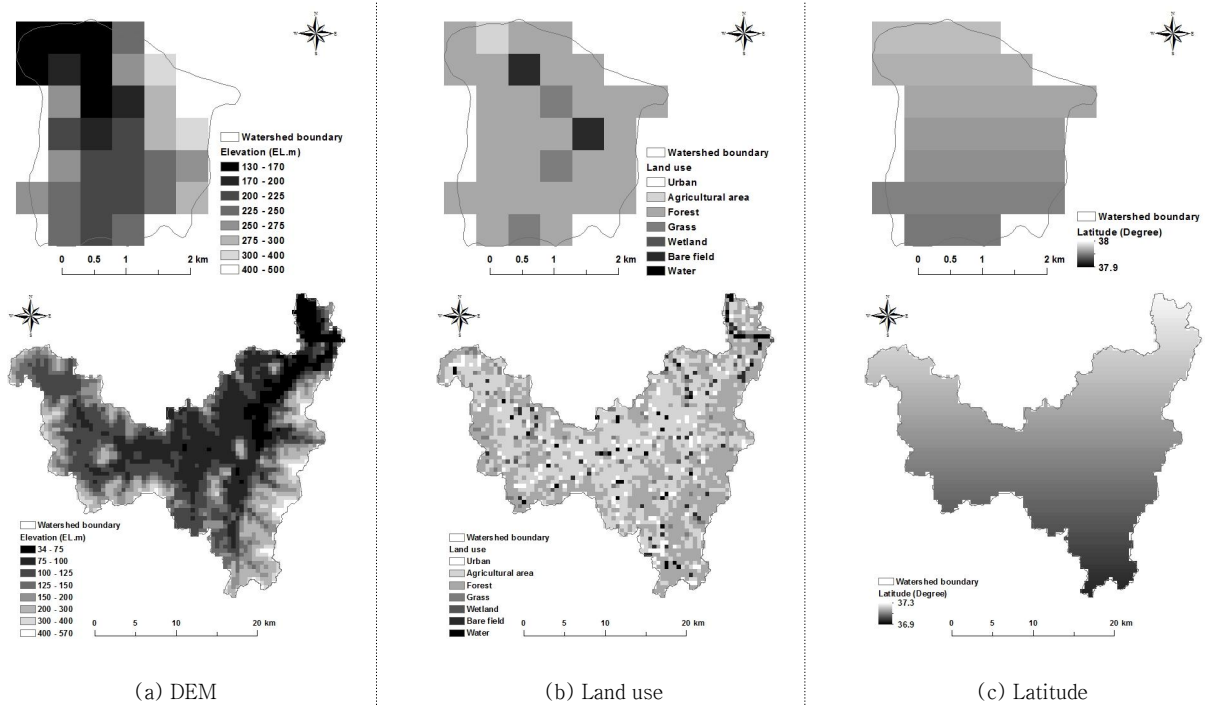 Watershed boundary
Elevation (EL.m)
130 - 170
170 - 200
200 - 225
225 - 250
250 - 275
275 - 300
300 - 400
400 - 500
0 0.5 1 2 km
Watershed boundary
Elevation (EL.m)
34 - 75
75 - 100
100 - 125
125 - 150
150 - 200
200 - 300
300 - 400
400 - 570
0 5 10 20 km
(a) DEM
Watershed boundary
Land use
Urban
Agricultural area
Forest
Grass
Wetland
Bare field
Water
0 0.5 1 2 km
Watershed boundary
Land use
Urban
Agricultural area
Forest
Grass
Wetland
Bare field
Water
0 5 10 20 km
(b) Land use
Watershed boundary
Latitude (Degree)
38
37.9
0 0.5 1 2 km
Watershed boundary
Latitude (Degree)
37.3
36.9
0 5 10 20 km
(c) Latitude